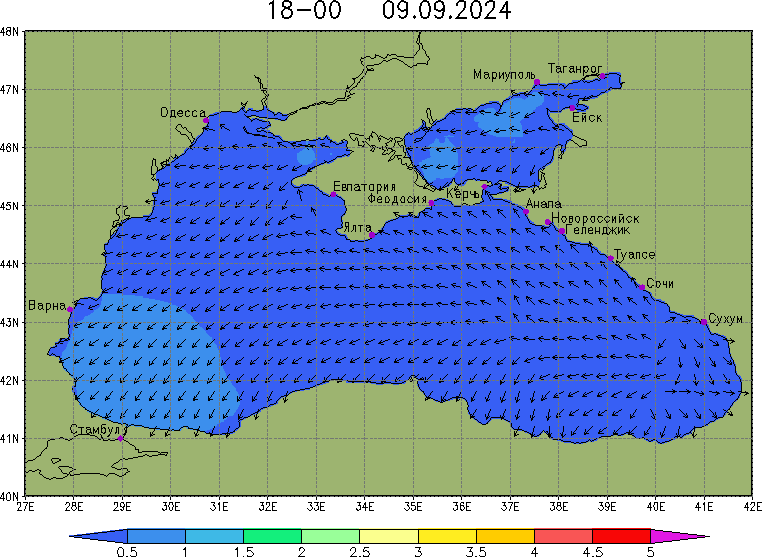 18-00 09.09.2024
48N
47N
46N
45N
44N
43N
42N
41N
40N
Мариуполь
Таганрог
Ейск
Одесса
Евпатория
Феодосия
Керчь
Анапа
Новороссийск
Геленджик
Ялта
Туапсе
Сочи
Варна
Сухум
Стамбул
27E 28E 29E 30E 31E 32E 33E 34E 35E 36E 37E 38E 39E 40E 41E 42E
0.5 1 1.5 2 2.5 3 3.5 4 4.5 5